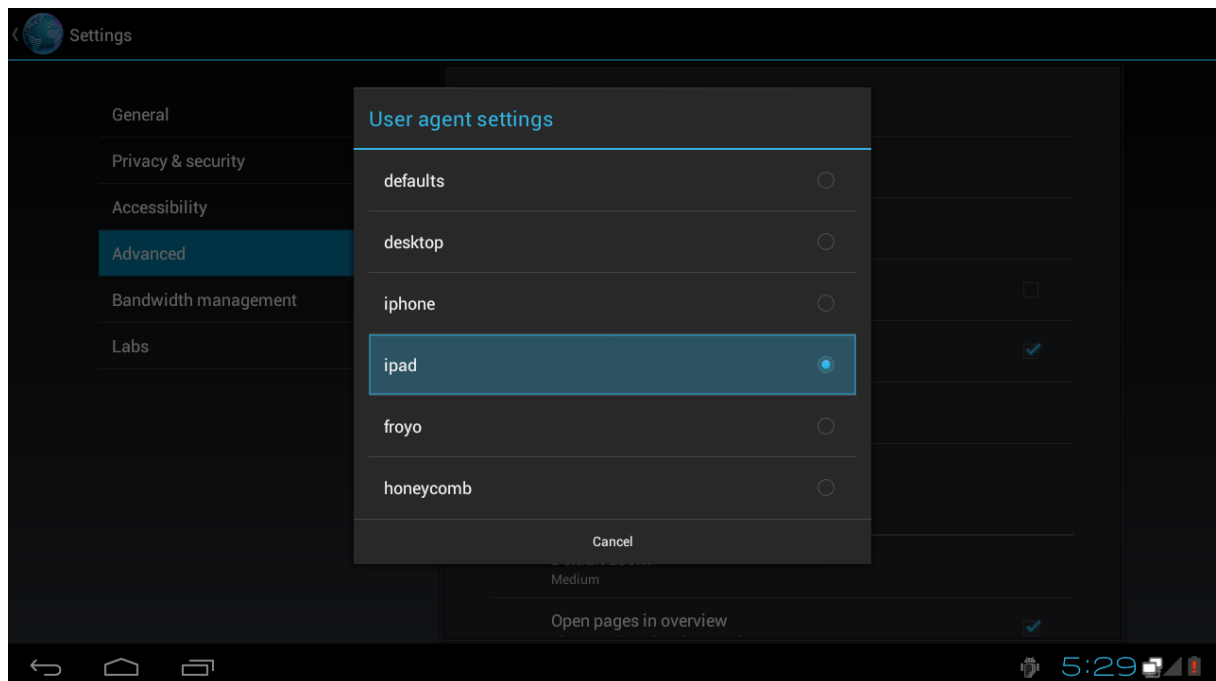 Settings
General
Privacy & security
Accessibility
Advanced
Bandwidth management
Labs
User agent settings
defaults
desktop
iphone
ipad
froyo
honeycomb
Cancel
Medium
Open pages in overview
5:29